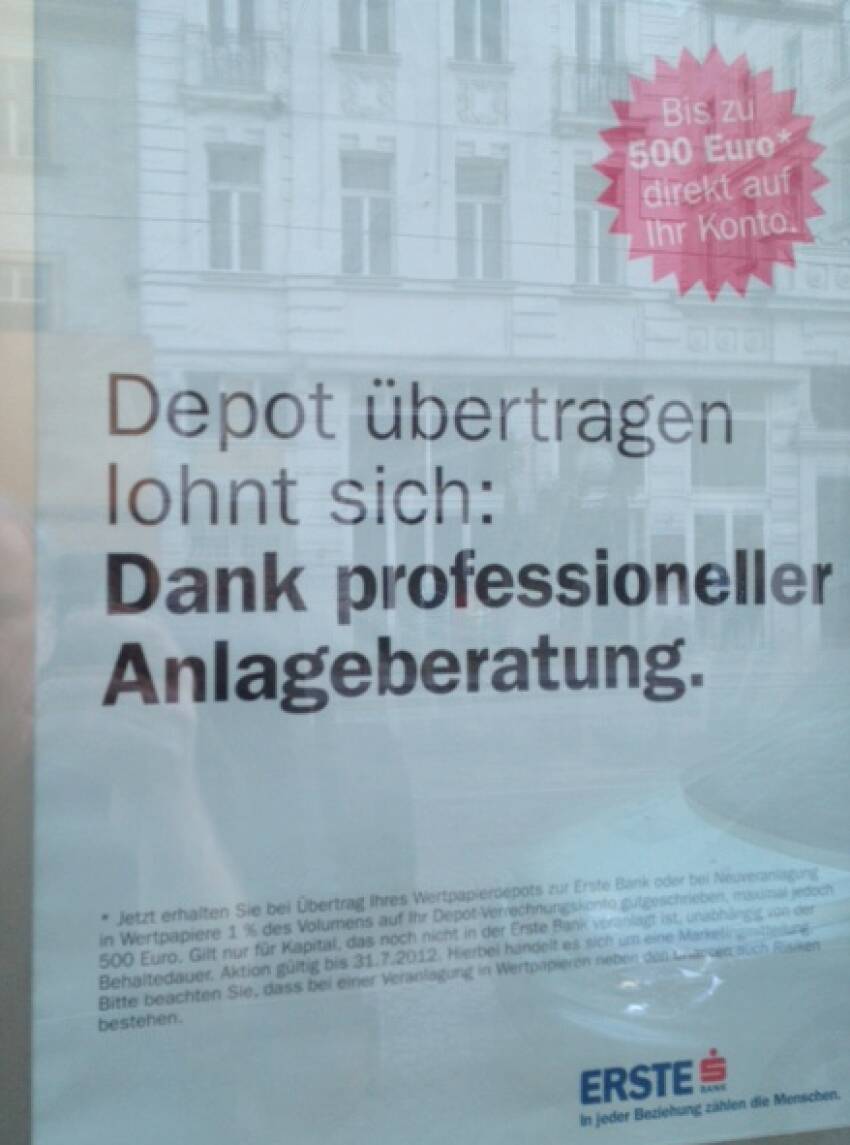 Bis zu
500 Euro*
direkt auf
Ihr Konto.
Depot übertragen
lohnt sich:
Dank professioneller
Anlageberatung.
* Jetzt erhalten Sie bei Übertrag Ihres Wertpapierdepots zur Erste Bank oder bei Neuveranlagung
in Wertpapiere 1 % des Volumens auf Ihr Depot-Verrechnungskonto gutgeschrieben, maximal jedoch
500 Euro. Gilt nur für Kapital, das noch nicht in der Erste Bank veranlagt ist, unabhängig von der
Behaltedauer. Aktion gültig bis 31.7.2012. Hierbei handelt es sich um eine Marketingmitteilung.
Bitte beachten Sie, dass bei einer Veranlagung in Wertpapieren neben den Chancen auch Risiken
bestehen.
ERSTE S
BANK
In jeder Beziehung zählen die Menschen.